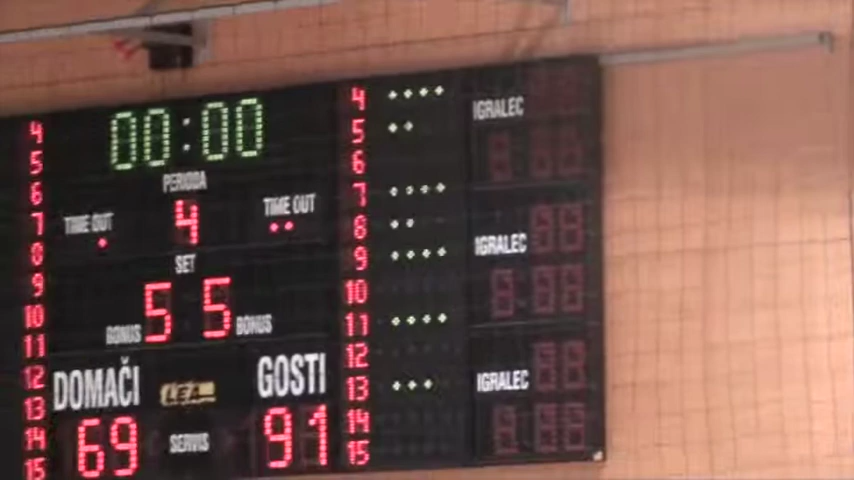 00:00
PERIODA
TIME OUT 4 TIME OUT
SET
BONUS 5 5 BONUS
DOMAČI LEA GOSTI
69 SERVIS 91
4
5
6
7
8
9
10
11
12
13
14
15
4
5
6
7
8
9
10
11
12
13
14
15
IGRALEC
IGRALEC
IGRALEC